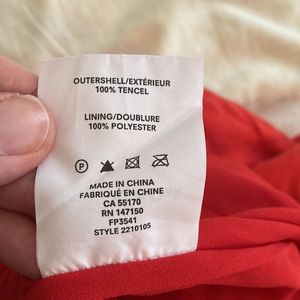 OUTERSHELL/EXTÉRIEUR
100% TENCEL
LINING/DOUBLURE
100% POLYESTER
P
MADE IN CHINA
FABRIQUÉ EN CHINE
CA 55170
RN 147150
FP3541
STYLE 2210105